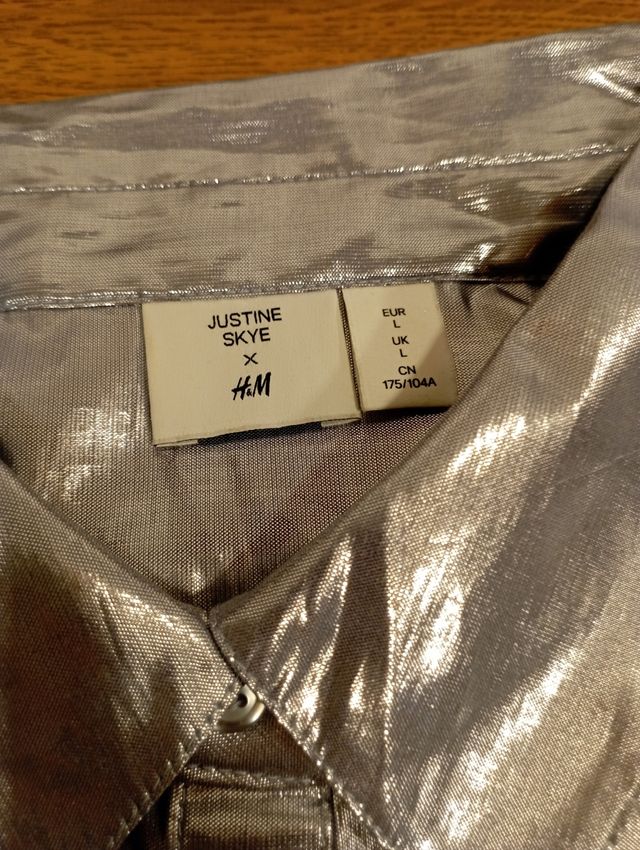 JUSTINE
SKYE
×
H&M
EUR
L
UK
L
CN
175/104A